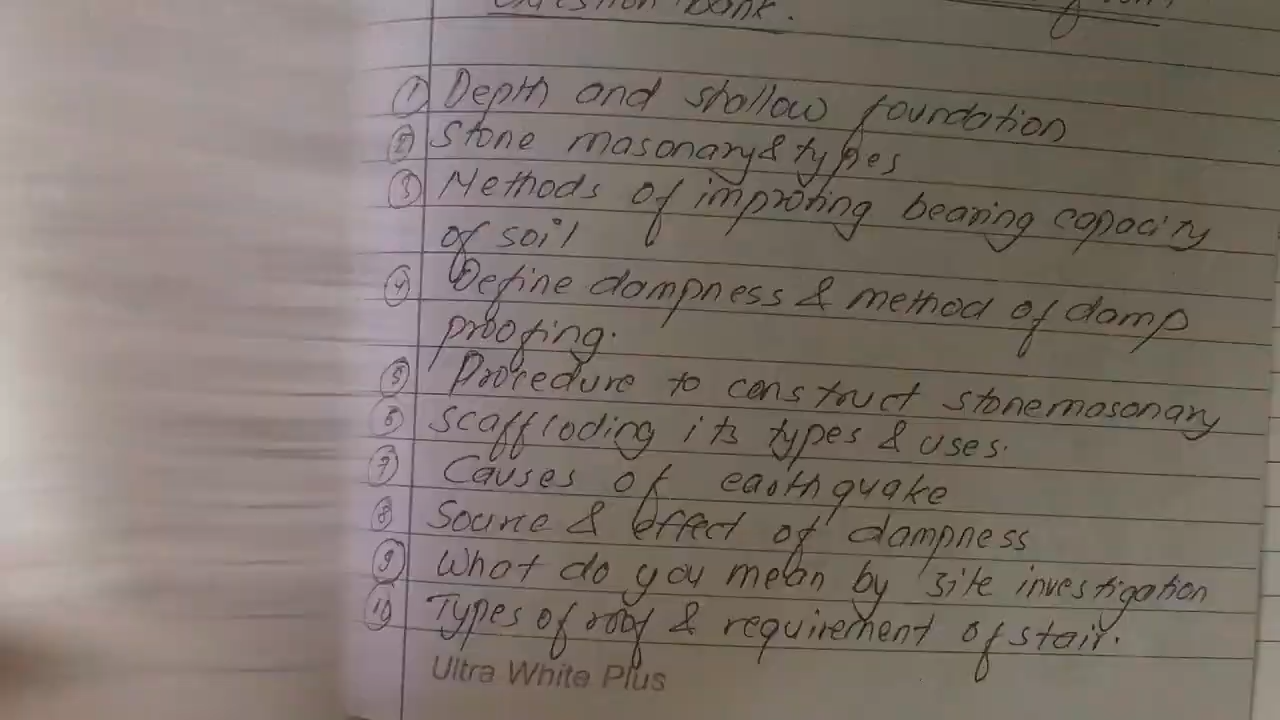 Question bank.
① Depth and shallow foundation
② Stone masonary & types
③ Methods of improving bearing capacity
of soil
④ Define dampness & method of damp
proofing.
⑤ Procedure to construct stonemasonary
⑥ Scaffloding its types & uses.
⑦ Causes of earthquake
⑧ Source & effect of dampness
⑨ What do you mean by site investigation
⑩ Types of roof & requirement of stair.
Ultra White Plus